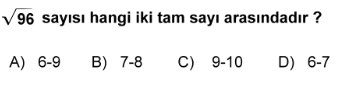 √96 sayısı hangi iki tam sayı arasındadır ?
A) 6-9 B) 7-8 C) 9-10 D) 6-7